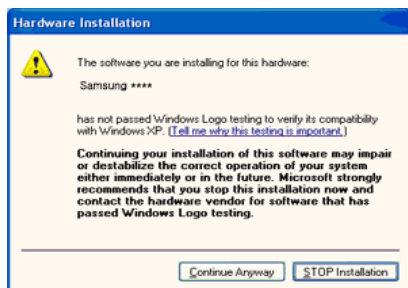 Hardware Installation
The software you are installing for this hardware:
Samsung ****
has not passed Windows Logo testing to verify its compatibility
with Windows XP. (Tell me why this testing is important.)
Continuing your installation of this software may impair
or destabilize the correct operation of your system
either immediately or in the future. Microsoft strongly
recommends that you stop this installation now and
contact the hardware vendor for software that has
passed Windows Logo testing.
Continue Anyway
STOP Installation